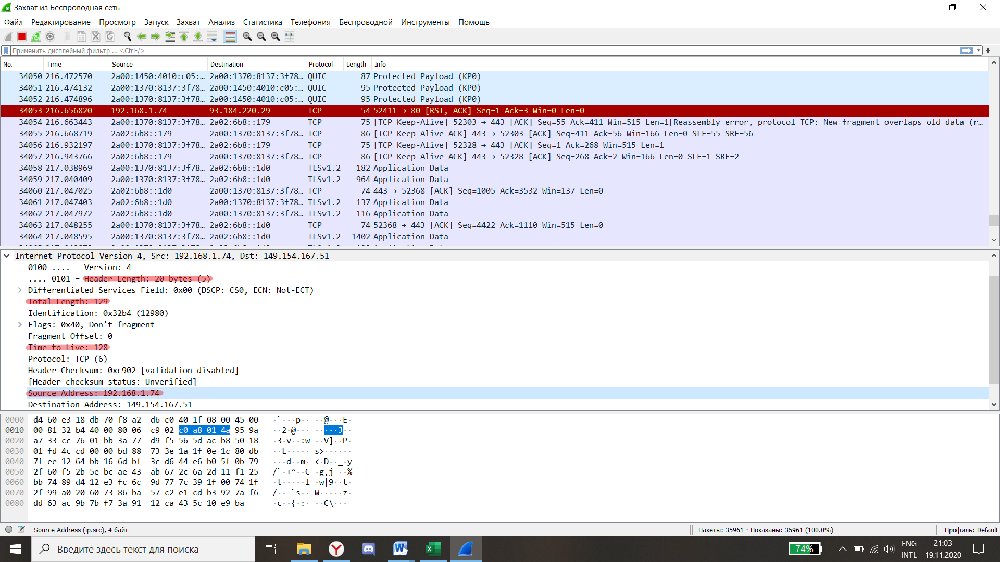 Захват из Беспроводная сеть
Файл Редактирование Просмотр Запуск Захват Анализ Статистика Телефония Беспроводной Инструменты Помощь
Применить дисплейный фильтр ... <Ctrl-/>
No. Time Source Destination Protocol Length Info
34050 216.472570 2a00:1450:4010:c05:… 2a00:1370:8137:3f78… QUIC 87 Protected Payload (KP0)
34051 216.474132 2a00:1370:8137:3f78… 2a00:1450:4010:c05:… QUIC 95 Protected Payload (KP0)
34052 216.474896 2a00:1370:8137:3f78… 2a00:1450:4010:c05:… QUIC 95 Protected Payload (KP0)
34053 216.656820 192.168.1.74 93.184.220.29 TCP 54 52411 → 80 [RST, ACK] Seq=1 Ack=3 Win=0 Len=0
34054 216.663443 2a00:1370:8137:3f78… 2a02:6b8::179 TCP 75 [TCP Keep-Alive] 52303 → 443 [ACK] Seq=55 Ack=411 Win=515 Len=1[Reassembly error, protocol TCP: New fragment overlaps old data (r…
34055 216.668719 2a02:6b8::179 2a00:1370:8137:3f78… TCP 86 [TCP Keep-Alive ACK] 443 → 52303 [ACK] Seq=411 Ack=56 Win=166 Len=0 SLE=55 SRE=56
34056 216.932197 2a00:1370:8137:3f78… 2a02:6b8::179 TCP 75 [TCP Keep-Alive] 52328 → 443 [ACK] Seq=1 Ack=268 Win=515 Len=1
34057 216.943766 2a02:6b8::179 2a00:1370:8137:3f78… TCP 86 [TCP Keep-Alive ACK] 443 → 52328 [ACK] Seq=268 Ack=2 Win=166 Len=0 SLE=1 SRE=2
34058 217.038969 2a00:1370:8137:3f78… 2a02:6b8::1d0 TLSv1.2 182 Application Data
34059 217.040409 2a00:1370:8137:3f78… 2a02:6b8::1d0 TLSv1.2 964 Application Data
34060 217.047025 2a02:6b8::1d0 2a00:1370:8137:3f78… TCP 74 443 → 52368 [ACK] Seq=1005 Ack=3532 Win=137 Len=0
34061 217.047403 2a02:6b8::1d0 2a00:1370:8137:3f78… TLSv1.2 137 Application Data
34062 217.047972 2a02:6b8::1d0 2a00:1370:8137:3f78… TLSv1.2 116 Application Data
34063 217.048255 2a00:1370:8137:3f78… 2a02:6b8::1d0 TCP 74 52368 → 443 [ACK] Seq=4422 Ack=1110 Win=515 Len=0
34064 217.048595 2a00:1370:8137:3f78… 2a02:6b8::1d0 TLSv1.2 1402 Application Data
Internet Protocol Version 4, Src: 192.168.1.74, Dst: 149.154.167.51
0100 .... = Version: 4
.... 0101 = Header Length: 20 bytes (5)
Differentiated Services Field: 0x00 (DSCP: CS0, ECN: Not-ECT)
Total Length: 129
Identification: 0x32b4 (12980)
Flags: 0x40, Don't fragment
Fragment Offset: 0
Time to Live: 128
Protocol: TCP (6)
Header Checksum: 0xc902 [validation disabled]
[Header checksum status: Unverified]
Source Address: 192.168.1.74
Destination Address: 149.154.167.51
0000 d4 60 e3 18 db 70 f8 a2 d6 c0 40 1f 08 00 45 00 ·`···p·· ··@···E·
0010 00 81 32 b4 40 00 80 06 c9 02 c0 a8 01 4a 95 9a ··2·@··· ·····J··
0020 a7 33 cc 76 01 bb 3a 77 d9 f5 56 5d ac b8 50 18 ·3·v··:w ··V]··P·
0030 01 fd 4c cd 00 00 bd 88 73 3e 1a 1f 0e 1c 80 db ··L····· s>······
0040 7f ee 12 64 bb 16 6d bf 3c d6 44 e6 b0 5f 0b 79 ···d··m· <·D··_·y
0050 2f 60 f5 2b 5e bc ae 43 ab 67 2c 6a 2d 11 f1 25 /`·+^··C ·g,j-··%
0060 bb 74 89 d4 12 e3 fc 6c 9d 77 7c 39 1f 00 74 1f ·t·····l ·w|9··t·
0070 2f 99 a0 20 60 73 86 ba 57 c2 e1 cd b3 92 7a f6 /·· `s·· W·····z·
0080 dd 63 ac 9b 7b f7 3a 91 12 ca 43 5c 10 e9 ba ·c··{·:· ··C\···
Source Address (ip.src), 4 байт Пакеты: 35961 · Показаны: 35961 (100.0%) Профиль: Default
Введите здесь текст для поиска
74%
ENG
INTL
21:03
19.11.2020